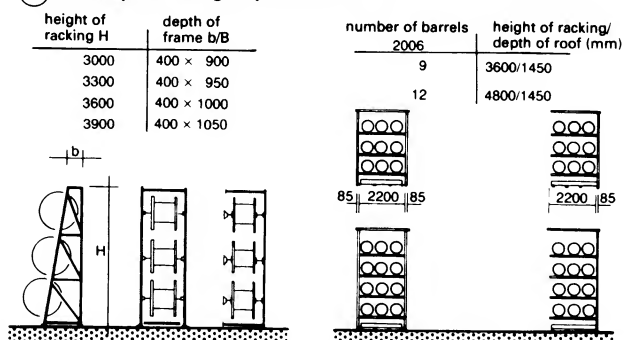 height of racking H | depth of frame b/B
3000 | 400 × 900
3300 | 400 × 950
3600 | 400 × 1000
3900 | 400 × 1050
b
H
number of barrels 2006 | height of racking/ depth of roof (mm)
9 | 3600/1450
12 | 4800/1450
85 2200 85
2200 85